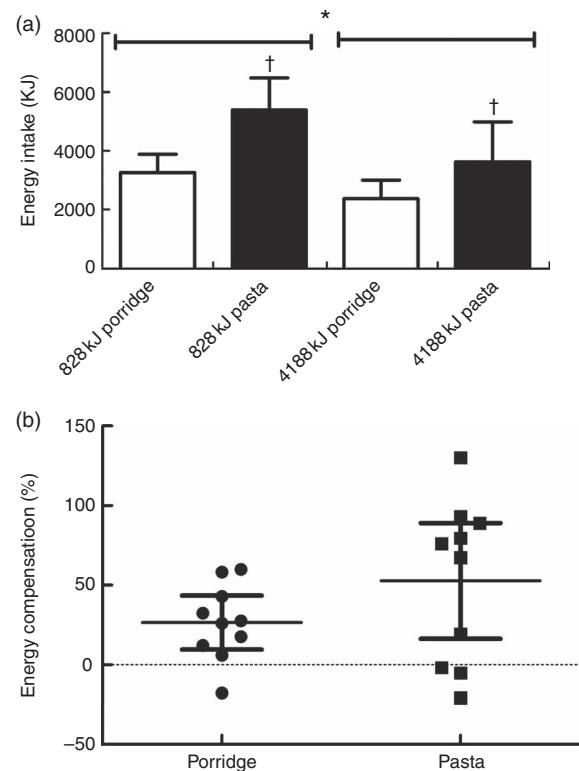 (a)
*
8000
6000
4000
2000
0
Energy intake (KJ)
†
†
828 kJ porridge
828 kJ pasta
4188 kJ porridge
4188 kJ pasta
(b)
150
100
50
0
−50
Energy compensatioon (%)
Porridge
Pasta